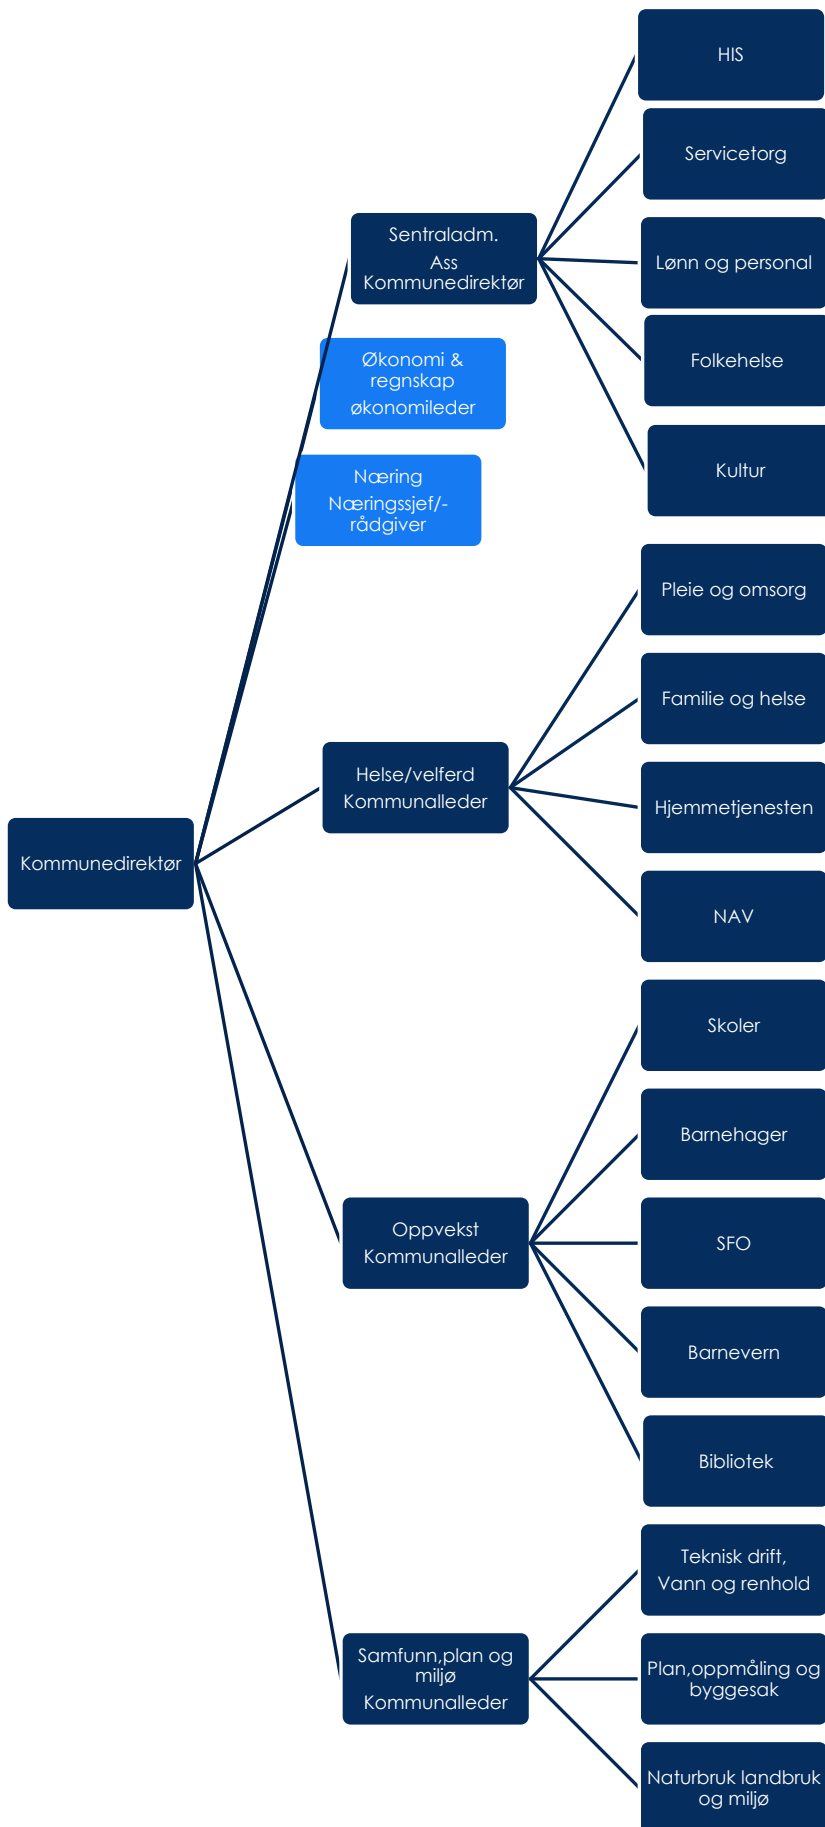 HIS
Servicetorg
Sentraladm.
Ass
Kommunedirektør
Lønn og personal
Økonomi &
regnskap
økonomileder
Folkehelse
Næring
Næringssjef/-
rådgiver
Kultur
Pleie og omsorg
Familie og helse
Helse/velferd
Kommunalleder
Hjemmetjenesten
Kommunedirektør
NAV
Skoler
Barnehager
Oppvekst
Kommunalleder
SFO
Barnevern
Bibliotek
Teknisk drift,
Vann og renhold
Samfunn,plan og
miljø
Kommunalleder
Plan,oppmåling og
byggesak
Naturbruk landbruk
og miljø